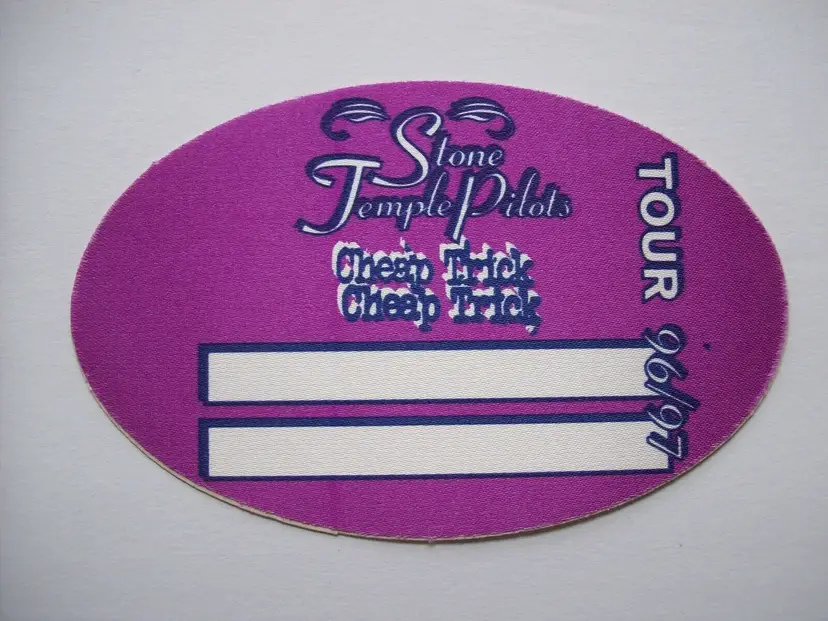 Stone
Temple Pilots
Cheap Trick
Cheap Trick
TOUR 96/97